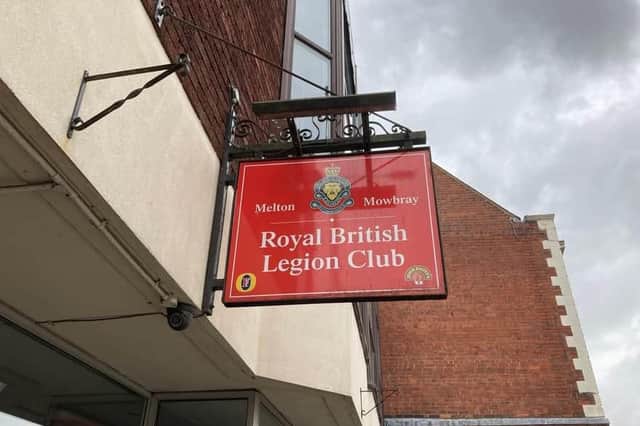 Melton Mowbray
Royal British
Legion Club